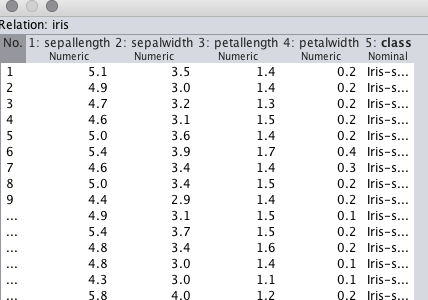 Relation: iris
No. 1: sepallength 2: sepalwidth 3: petallength 4: petalwidth 5: class
Numeric Numeric Numeric Numeric Nominal
1 5.1 3.5 1.4 0.2 Iris-s...
2 4.9 3.0 1.4 0.2 Iris-s...
3 4.7 3.2 1.3 0.2 Iris-s...
4 4.6 3.1 1.5 0.2 Iris-s...
5 5.0 3.6 1.4 0.2 Iris-s...
6 5.4 3.9 1.7 0.4 Iris-s...
7 4.6 3.4 1.4 0.3 Iris-s...
8 5.0 3.4 1.5 0.2 Iris-s...
9 4.4 2.9 1.4 0.2 Iris-s...
... 4.9 3.1 1.5 0.1 Iris-s...
... 5.4 3.7 1.5 0.2 Iris-s...
... 4.8 3.4 1.6 0.2 Iris-s...
... 4.8 3.0 1.4 0.1 Iris-s...
... 4.3 3.0 1.1 0.1 Iris-s...
... 5.8 4.0 1.2 0.2 Iris-s...